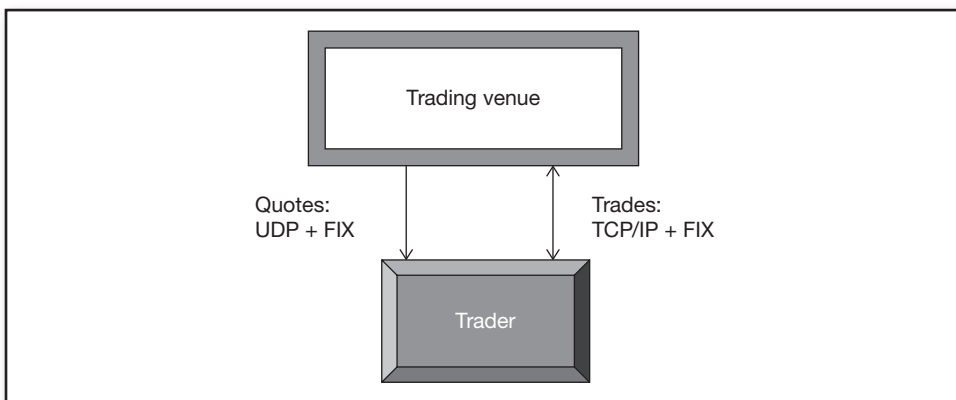 Trading venue
Quotes:
UDP + FIX
Trades:
TCP/IP + FIX
Trader